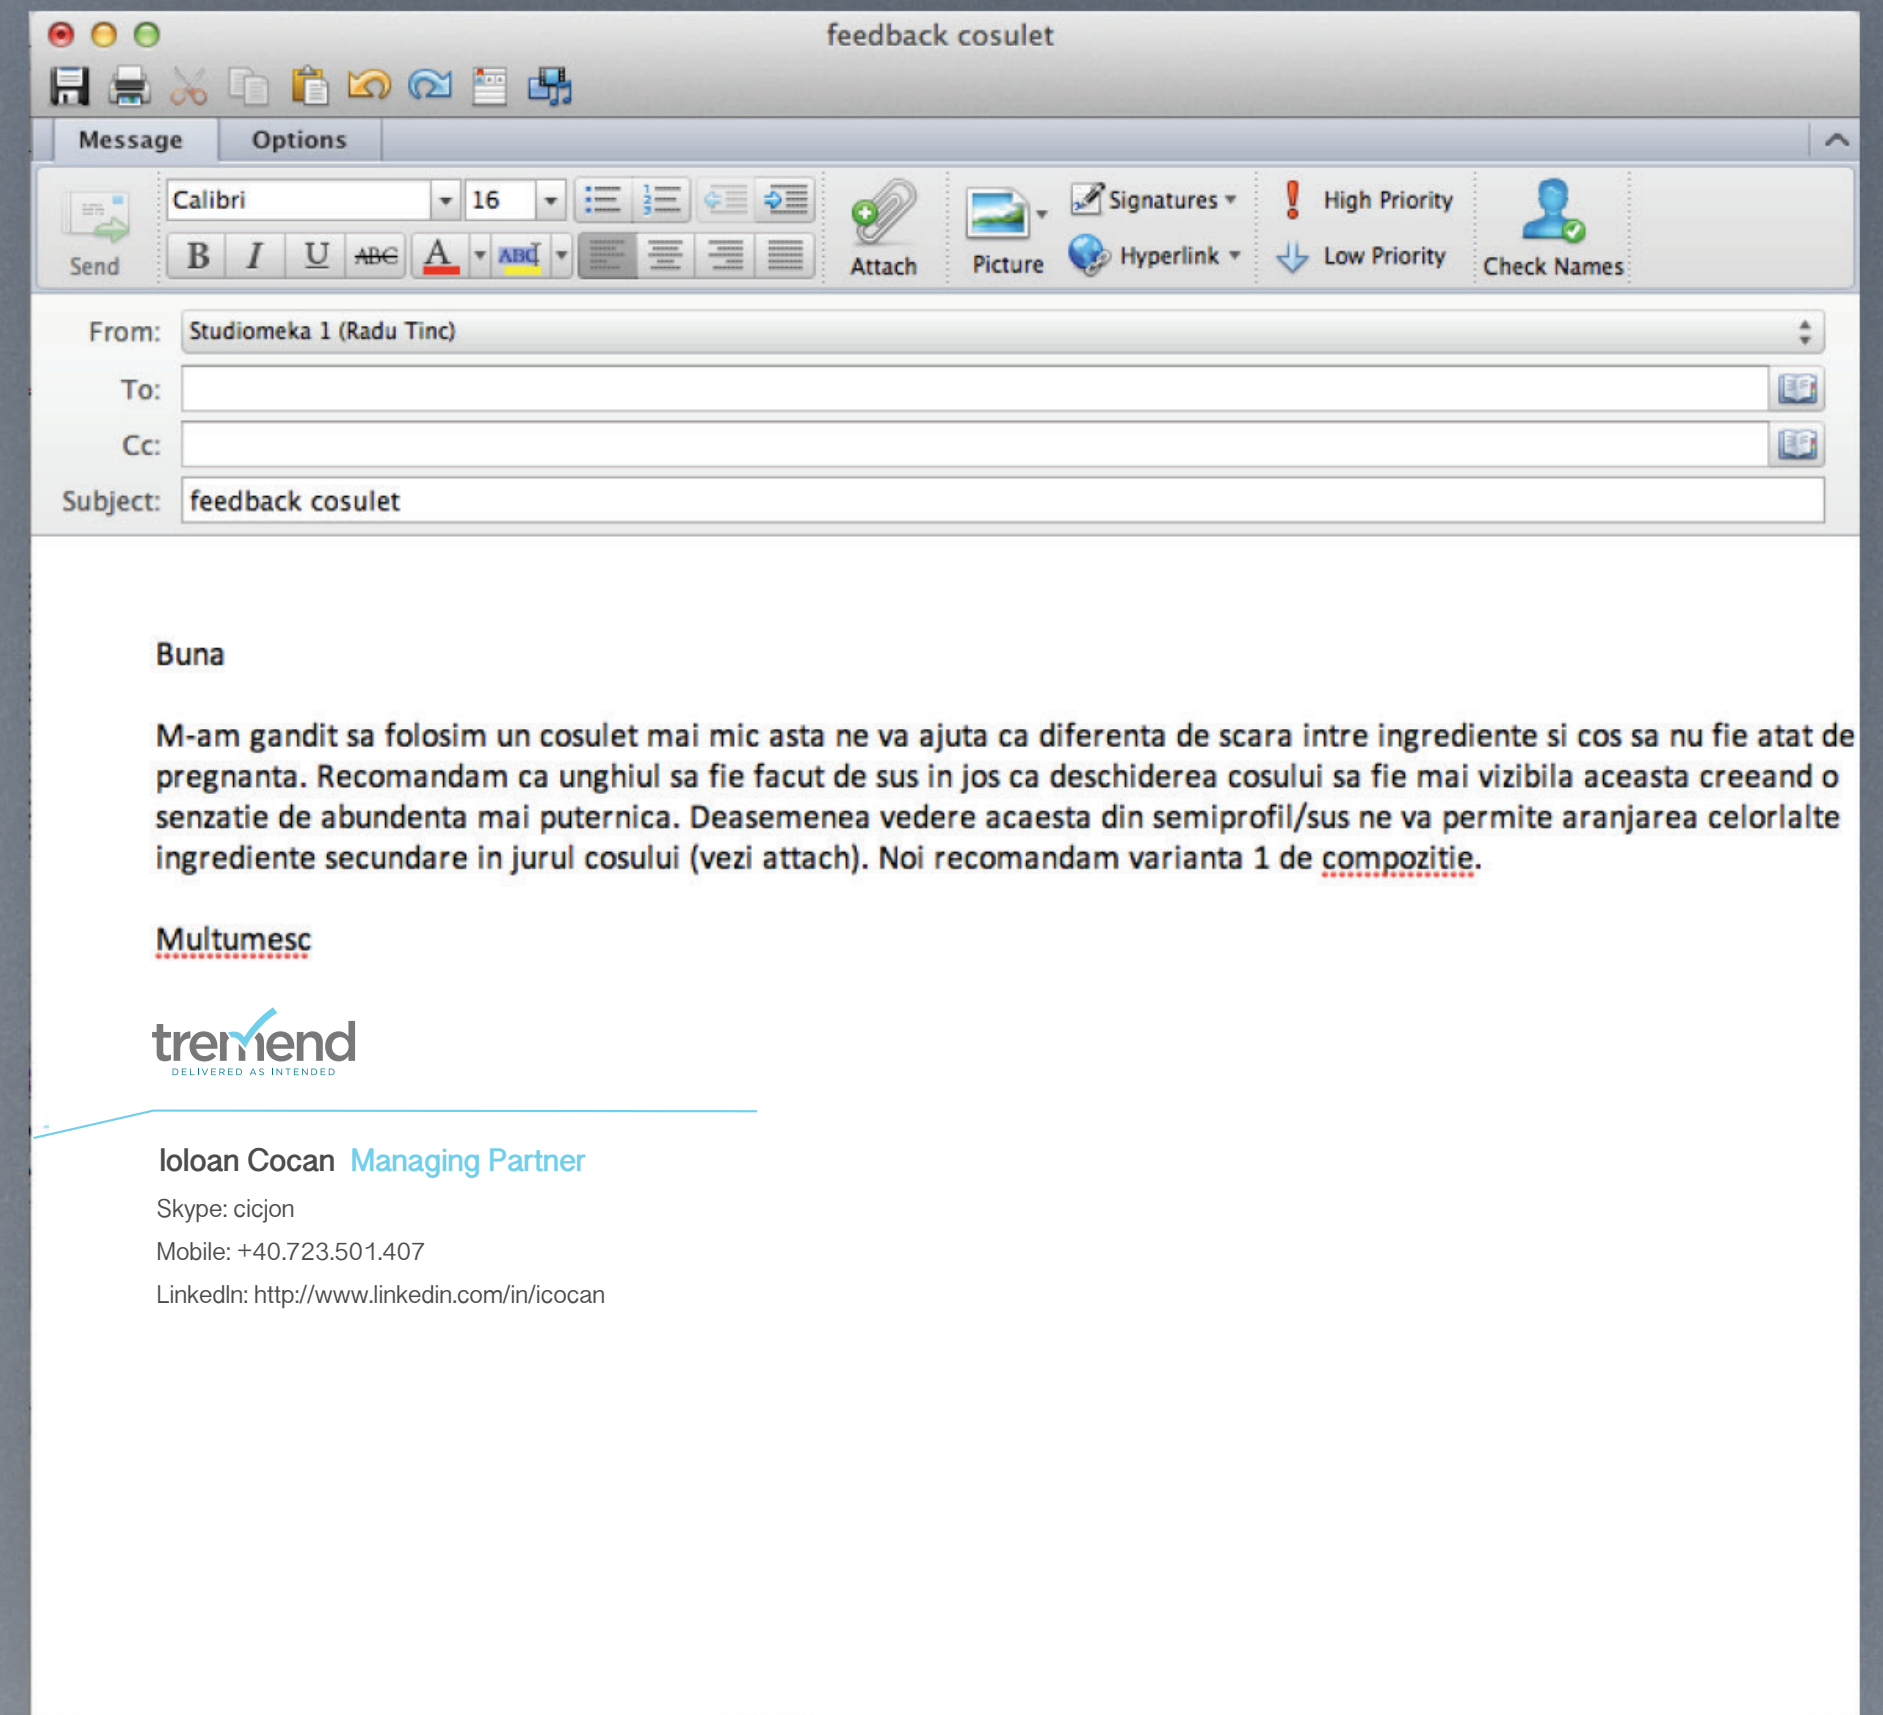 feedback cosulet
Message Options
Calibri 16
Signatures High Priority
B I U ABC A ABC
Send Attach Picture Hyperlink Low Priority Check Names
From: Studiomeka 1 (Radu Tinc)
To:
Cc:
Subject: feedback cosulet
Buna
M-am gandit sa folosim un cosulet mai mic asta ne va ajuta ca diferenta de scara intre ingrediente si cos sa nu fie atat de
pregnanta. Recomandam ca unghiul sa fie facut de sus in jos ca deschiderea cosului sa fie mai vizibila aceasta creeand o
senzatie de abundenta mai puternica. Deasemenea vedere acaesta din semiprofil/sus ne va permite aranjarea celorlalte
ingrediente secundare in jurul cosului (vezi attach). Noi recomandam varianta 1 de compozitie.
Multumesc
tremend
DELIVERED AS INTENDED
Ioloan Cocan Managing Partner
Skype: cicjon
Mobile: +40.723.501.407
LinkedIn: http://www.linkedin.com/in/icocan